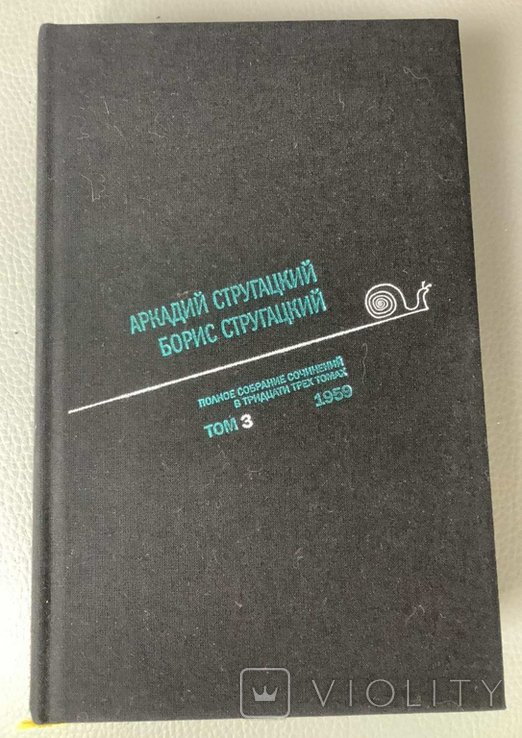 АРКАДИЙ СТРУГАЦКИЙ
БОРИС СТРУГАЦКИЙ
ПОЛНОЕ СОБРАНИЕ СОЧИНЕНИЙ
В ТРИДЦАТИ ТРЕХ ТОМАХ
ТОМ 3 1959
VIOLITY